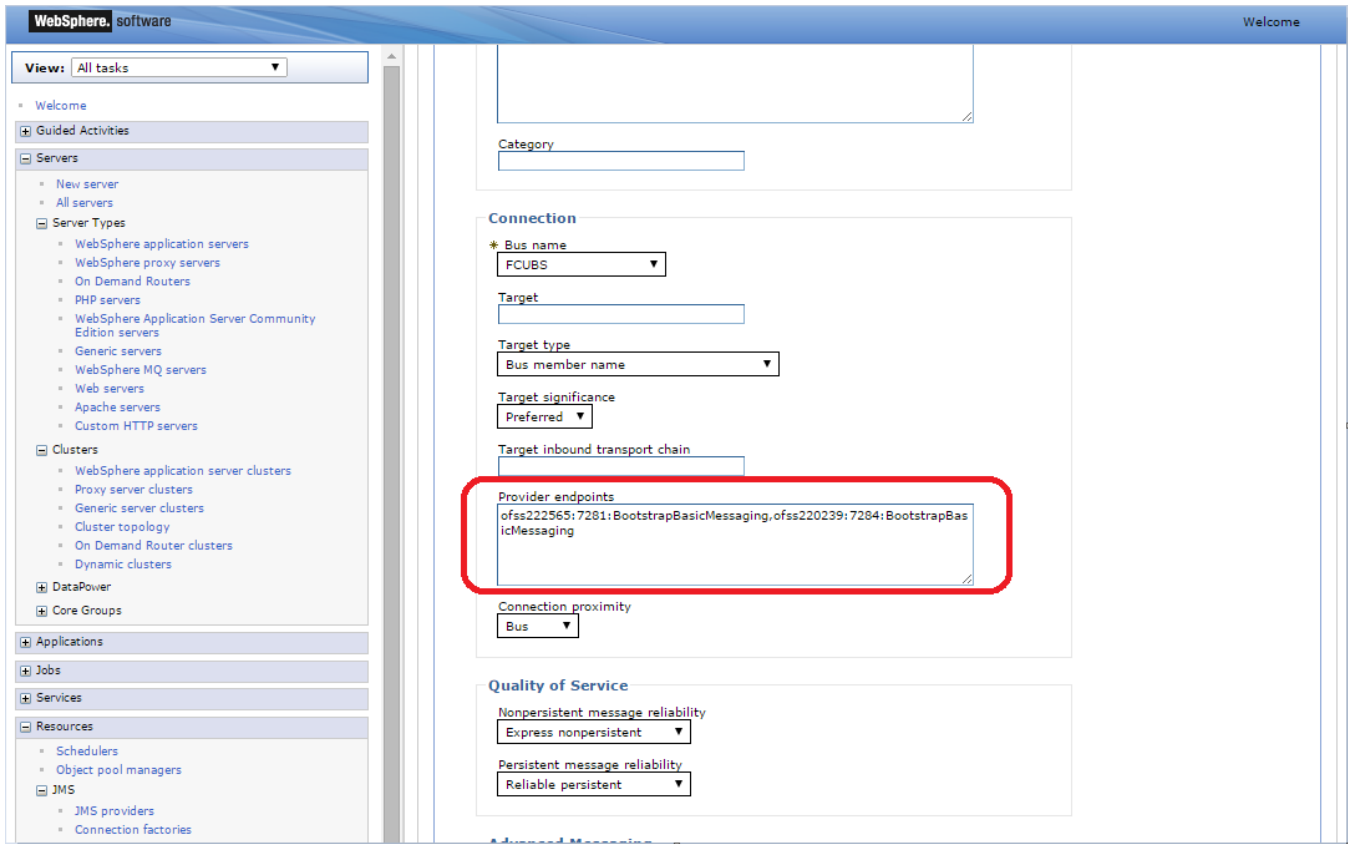 WebSphere. software
Welcome
View: All tasks
Welcome
Guided Activities
Servers
New server
All servers
Server Types
WebSphere application servers
WebSphere proxy servers
On Demand Routers
PHP servers
WebSphere Application Server Community
Edition servers
Generic servers
WebSphere MQ servers
Web servers
Apache servers
Custom HTTP servers
Clusters
WebSphere application server clusters
Proxy server clusters
Generic server clusters
Cluster topology
On Demand Router clusters
Dynamic clusters
DataPower
Core Groups
Applications
Jobs
Services
Resources
Schedulers
Object pool managers
JMS
JMS providers
Connection factories
Category
Connection
* Bus name
FCUBS
Target
Target type
Bus member name
Target significance
Preferred
Target inbound transport chain
Provider endpoints
ofss222565:7281:BootstrapBasicMessaging,ofss220239:7284:BootstrapBas
icMessaging
Connection proximity
Bus
Quality of Service
Nonpersistent message reliability
Express nonpersistent
Persistent message reliability
Reliable persistent
Advanced Messaging